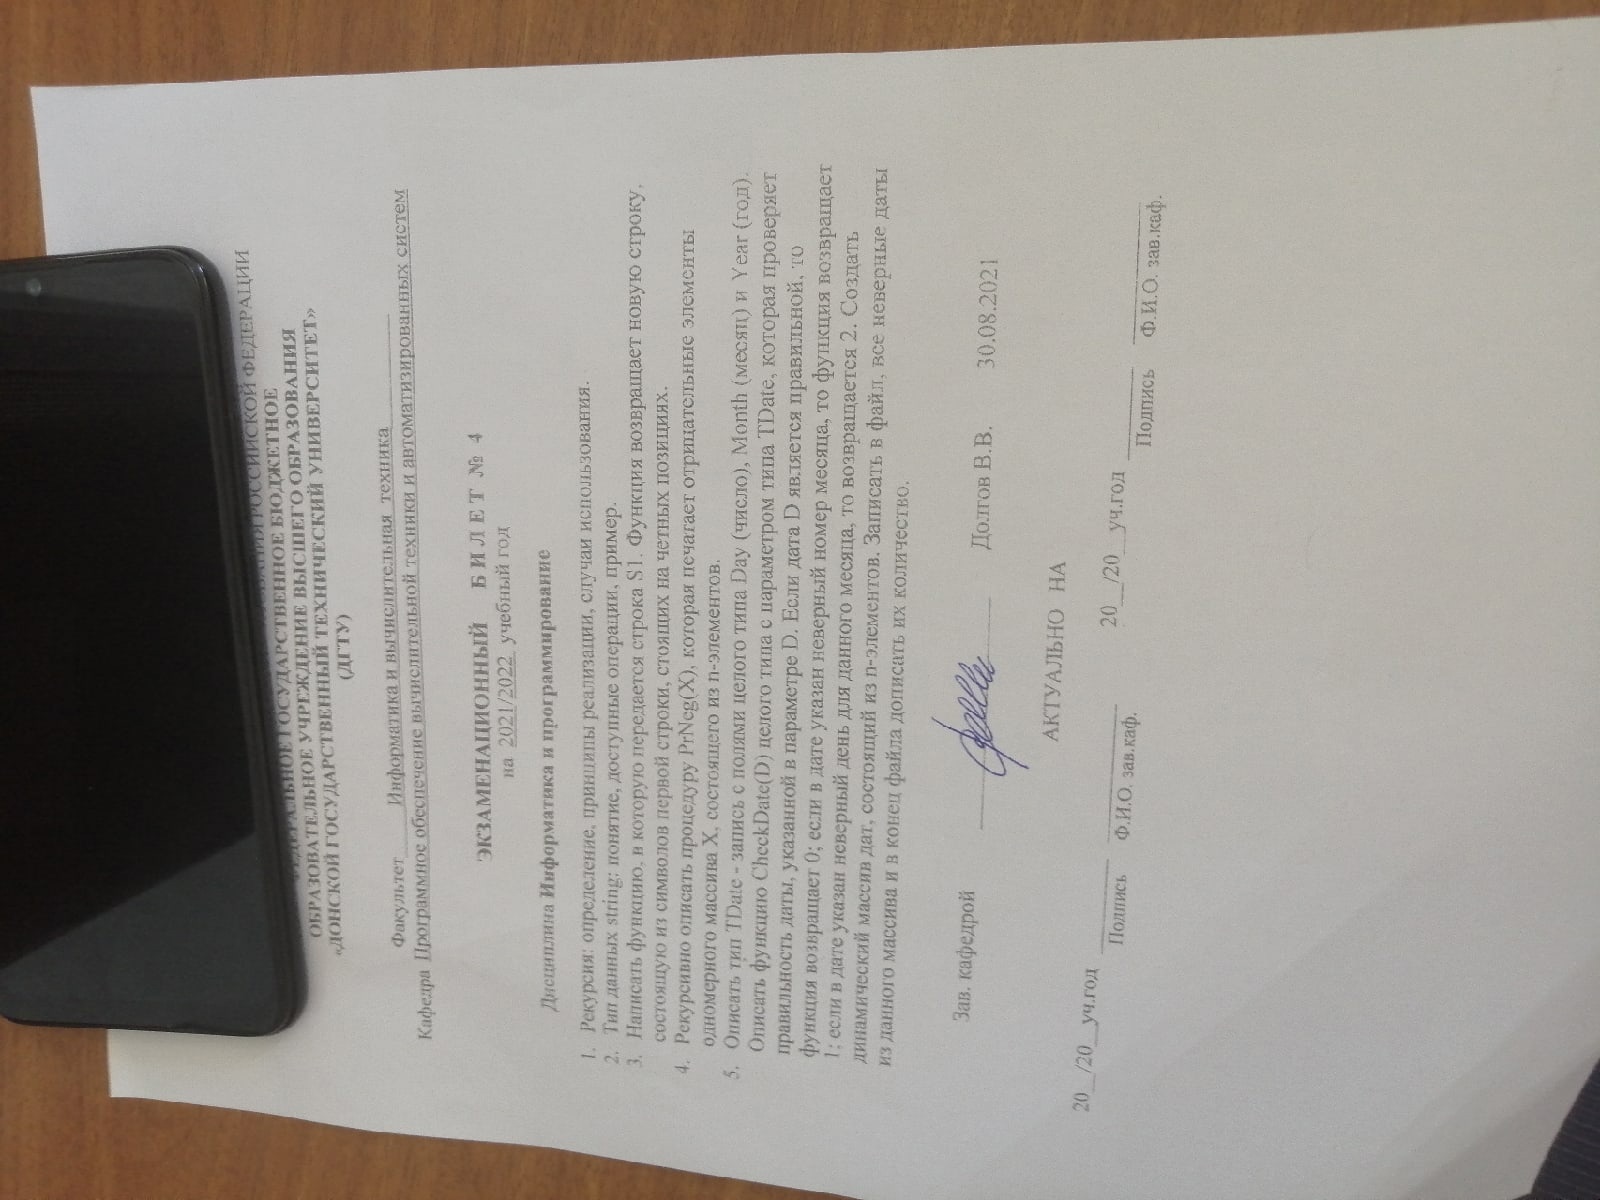 РОССИЙСКОЙ ФЕДЕРАЦИИ
ФЕДЕРАЛЬНОЕ ГОСУДАРСТВЕННОЕ БЮДЖЕТНОЕ
ОБРАЗОВАТЕЛЬНОЕ УЧРЕЖДЕНИЕ ВЫСШЕГО ОБРАЗОВАНИЯ
«ДОНСКОЙ ГОСУДАРСТВЕННЫЙ ТЕХНИЧЕСКИЙ УНИВЕРСИТЕТ»
(ДГТУ)
Факультет Информатика и вычислительная техника
Кафедра Программное обеспечение вычислительной техники и автоматизированных систем
ЭКЗАМЕНАЦИОННЫЙ Б И Л Е Т № 4
на 2021/2022 учебный год
Дисциплина Информатика и программирование
1. Рекурсия: определение, принципы реализации, случаи использования.
2. Тип данных string: понятие, доступные операции, пример.
3. Написать функцию, в которую передается строка S1. Функция возвращает новую строку,
состоящую из символов первой строки, стоящих на четных позициях.
4. Рекурсивно описать процедуру PrNeg(X), которая печатает отрицательные элементы
одномерного массива X, состоящего из n-элементов.
5. Описать тип TDate - запись с полями целого типа Day (число), Month (месяц) и Year (год).
Описать функцию CheckDate(D) целого типа с параметром типа TDate, которая проверяет
правильность даты, указанной в параметре D. Если дата D является правильной, то
функция возвращает 0; если в дате указан неверный номер месяца, то функция возвращает
1; если в дате указан неверный день для данного месяца, то возвращается 2. Создать
динамический массив дат, состоящий из n-элементов. Записать в файл, все неверные даты
из данного массива и в конец файла дописать их количество.
Зав. кафедрой Долгов В.В. 30.08.2021
АКТУАЛЬНО НА
20__/20__уч.год 20__/20__уч.год
Подпись Ф.И.О. зав.каф. Подпись Ф.И.О. зав.каф.